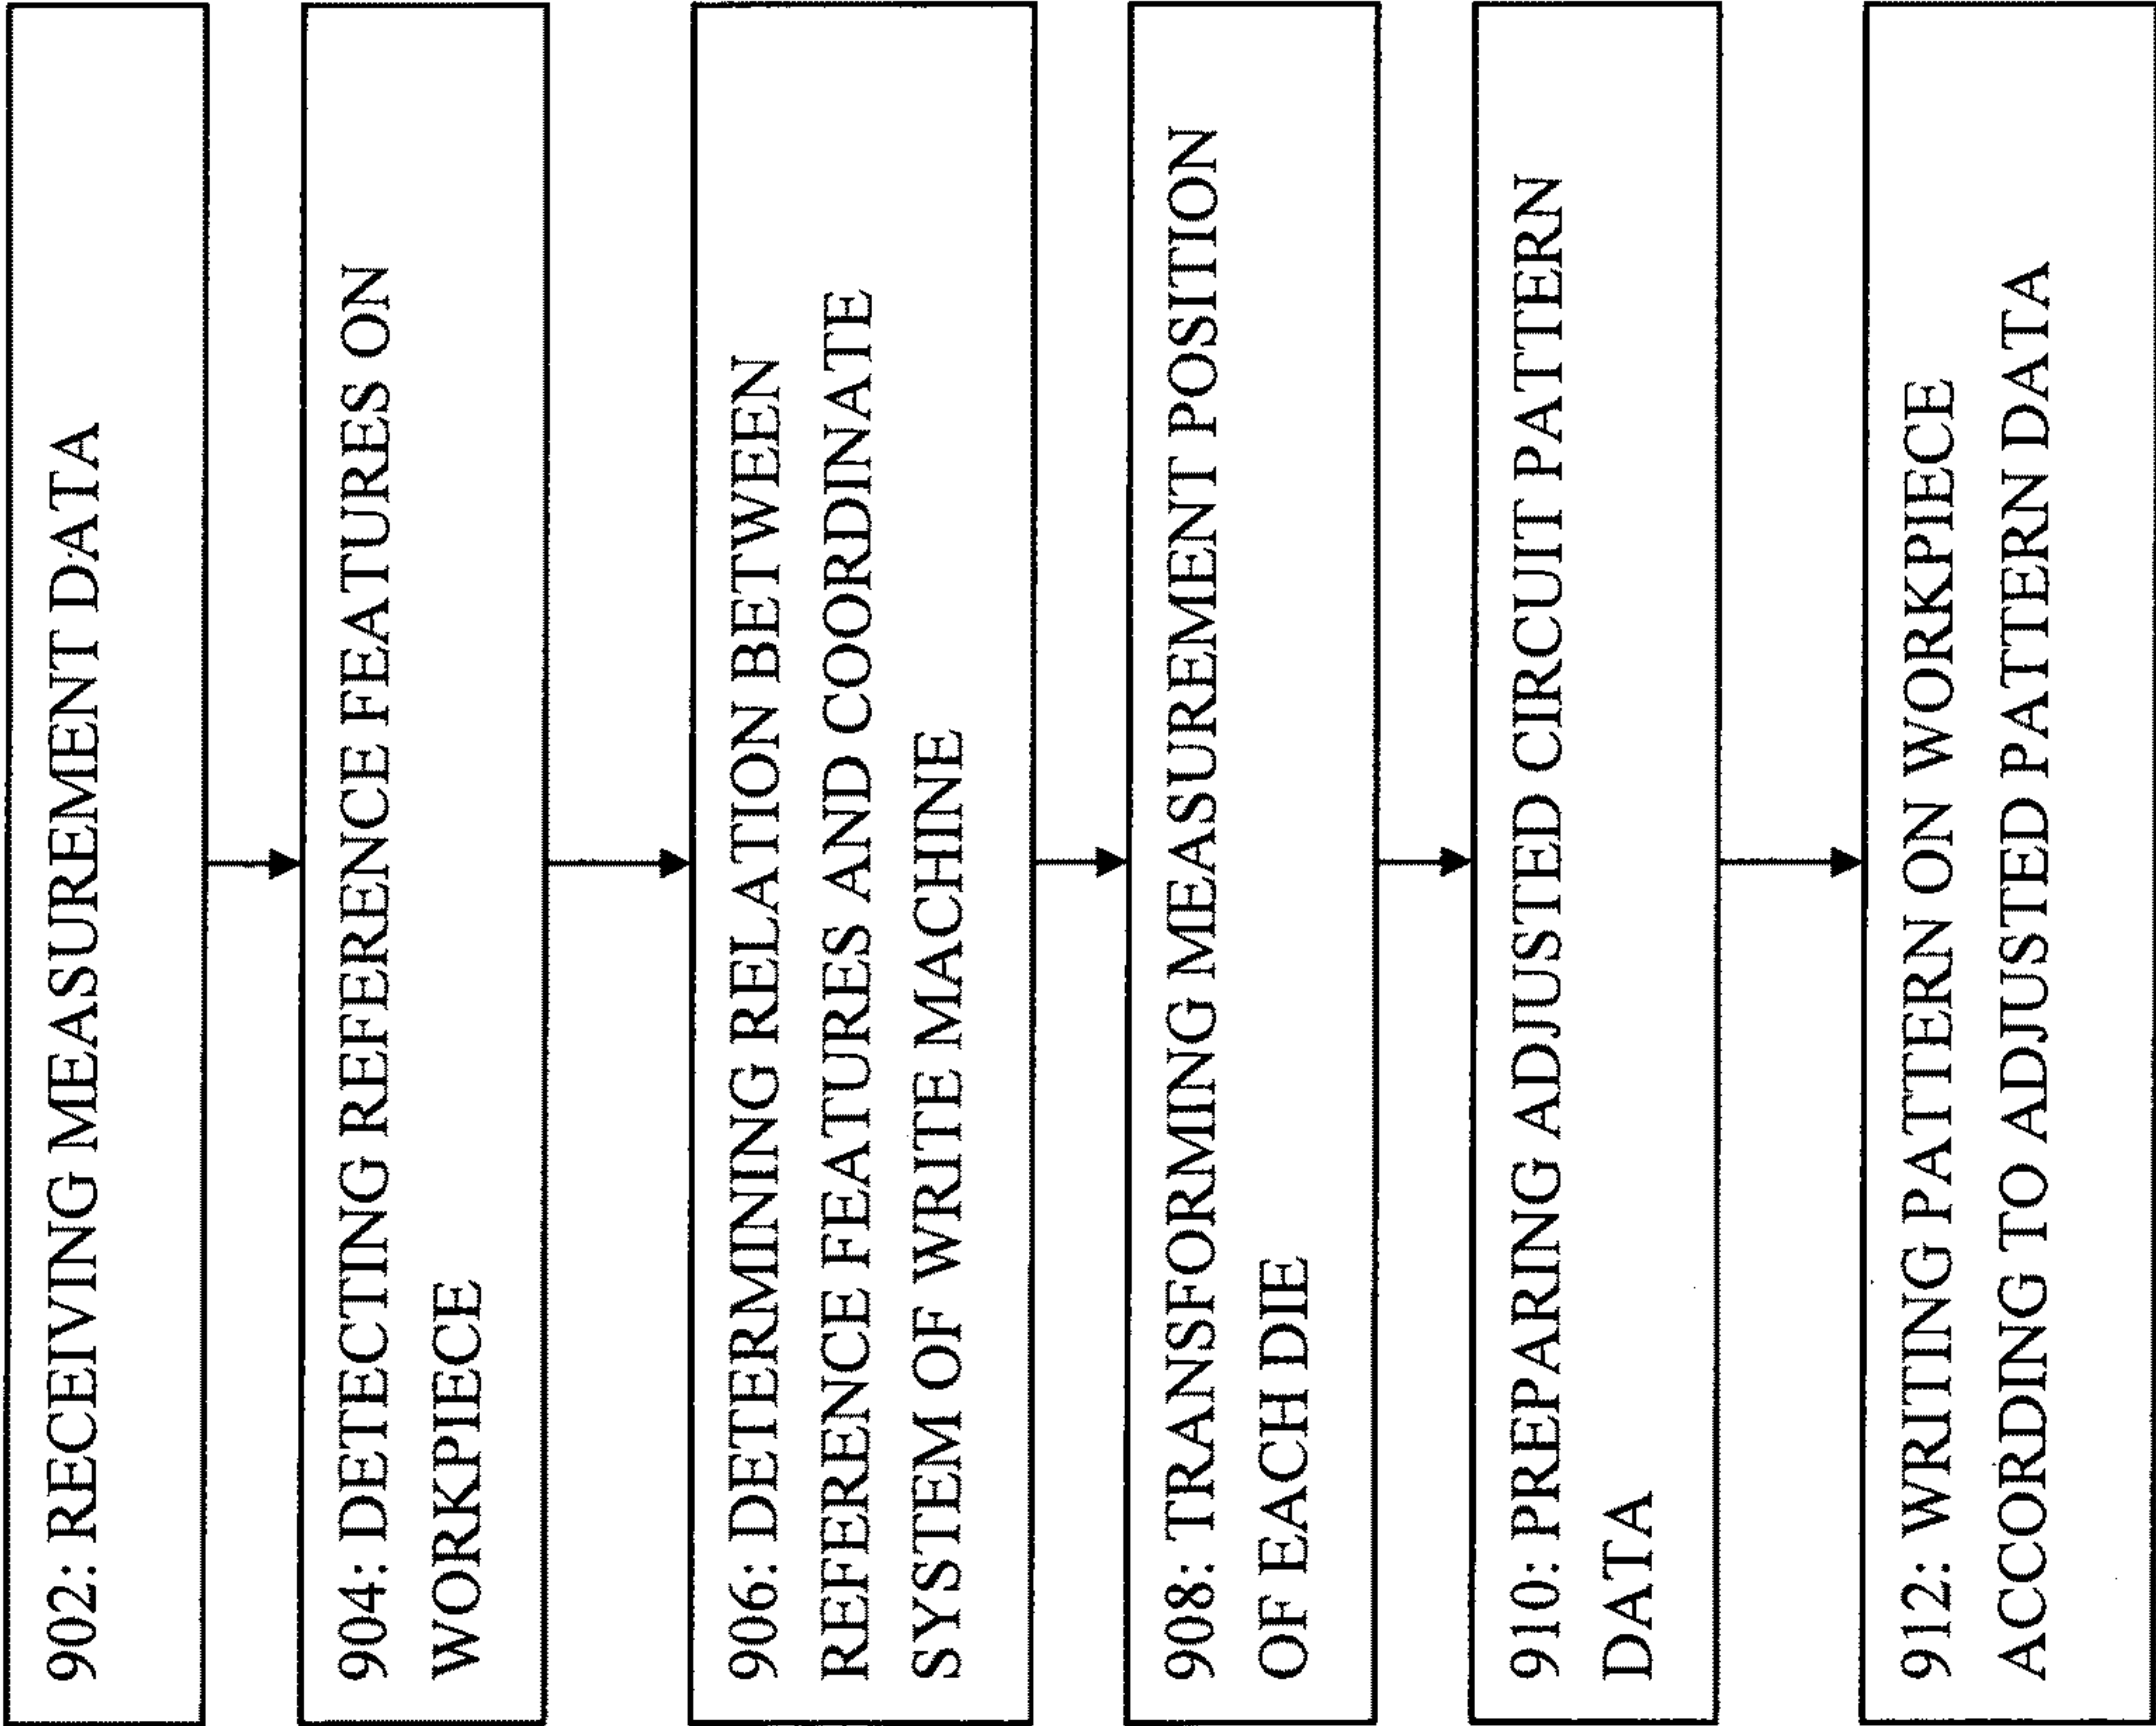 902: RECEIVING MEASUREMENT DATA
904: DETECTING REFERENCE FEATURES ON
WORKPIECE
906: DETERMINING RELATION BETWEEN
REFERENCE FEATURES AND COORDINATE
SYSTEM OF WRITE MACHINE
908: TRANSFORMING MEASUREMENT POSITION
OF EACH DIE
910: PREPARING ADJUSTED CIRCUIT PATTERN
DATA
912: WRITING PATTERN ON WORKPIECE
ACCORDING TO ADJUSTED PATTERN DATA